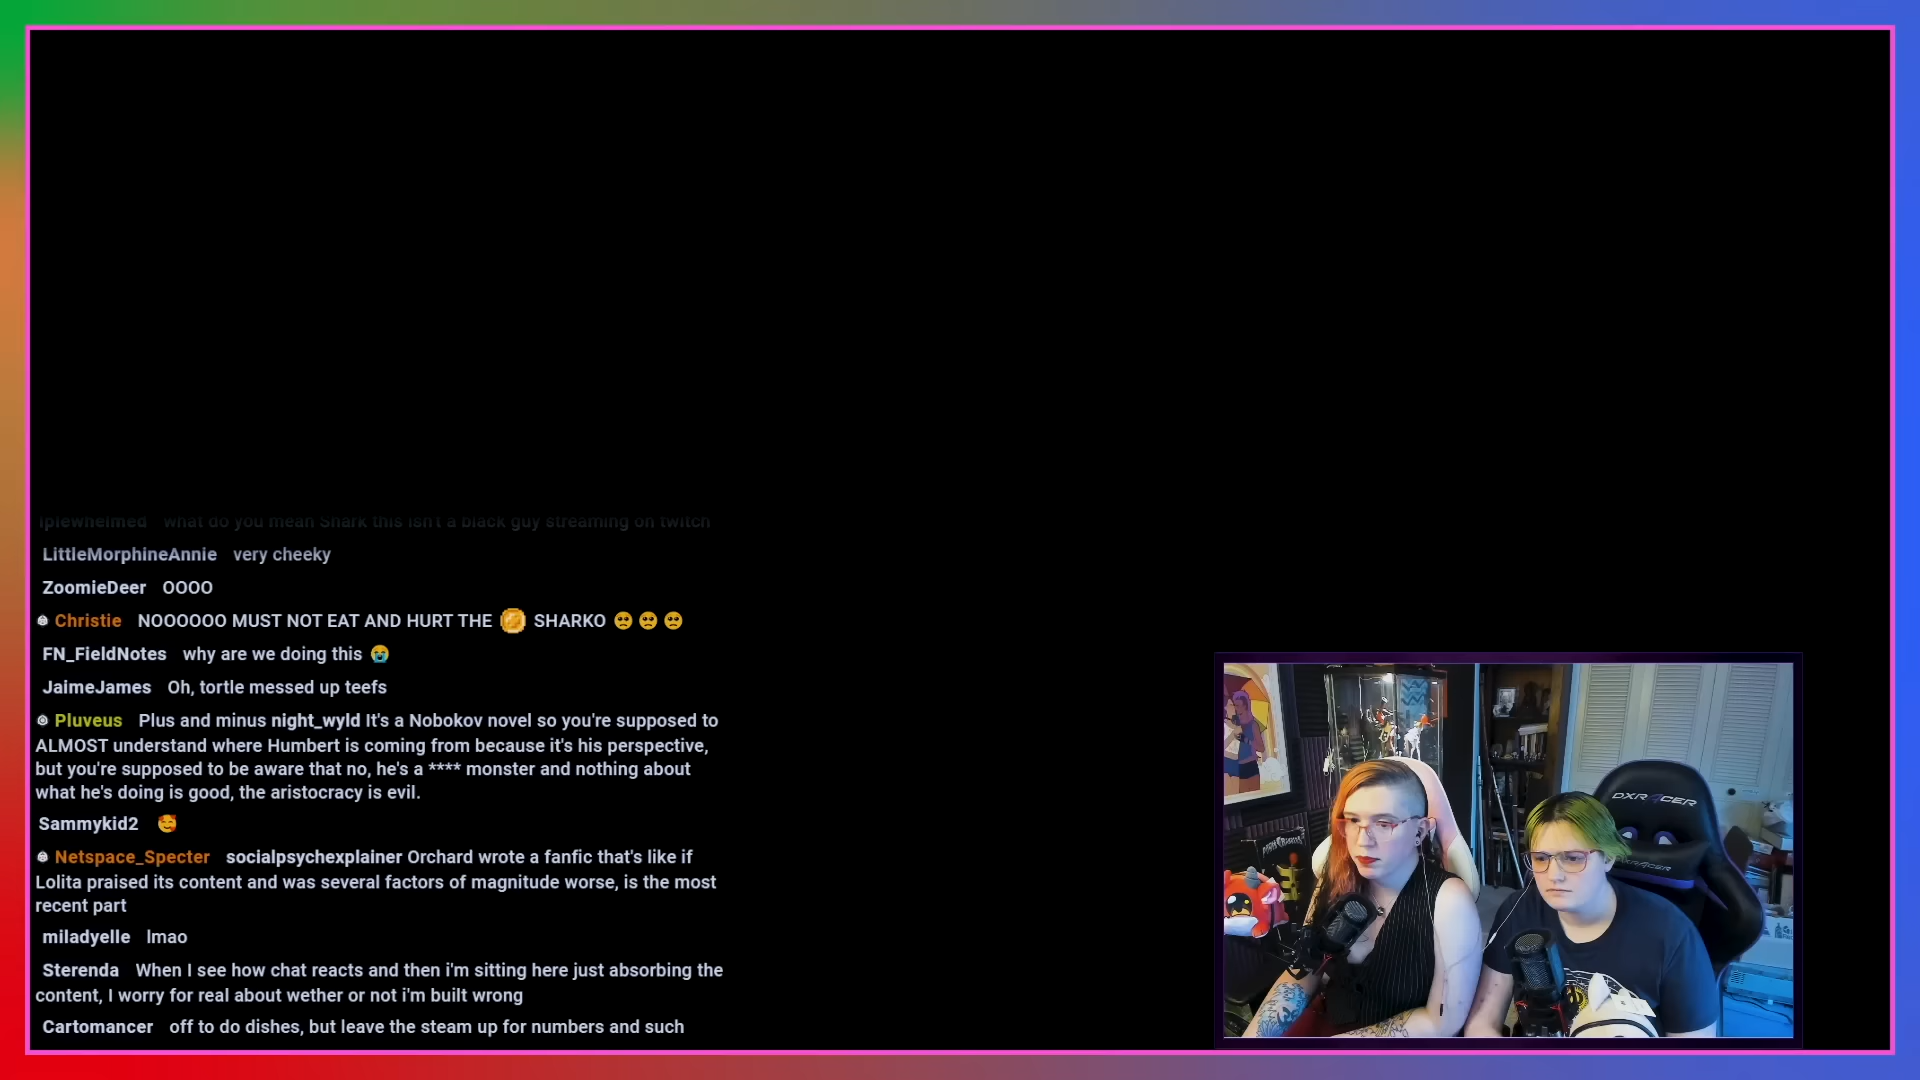 iplewhelmed what do you mean Shark this isn't a black guy streaming on twitch
LittleMorphineAnnie very cheeky
ZoomieDeer OOOO
Christie NOOOOOO MUST NOT EAT AND HURT THE SHARKO 🥺 🥺 🥺
FN_FieldNotes why are we doing this 😭
JaimeJames Oh, tortle messed up teefs
Pluveus Plus and minus night_wyld It's a Nobokov novel so you're supposed to
ALMOST understand where Humbert is coming from because it's his perspective,
but you're supposed to be aware that no, he's a **** monster and nothing about
what he's doing is good, the aristocracy is evil.
Sammykid2 🥰
Netspace_Specter socialpsychexplainer Orchard wrote a fanfic that's like if
Lolita praised its content and was several factors of magnitude worse, is the most
recent part
miladyelle lmao
Sterenda When I see how chat reacts and then i'm sitting here just absorbing the
content, I worry for real about wether or not i'm built wrong
Cartomancer off to do dishes, but leave the steam up for numbers and such
DXRACER
DXRACER